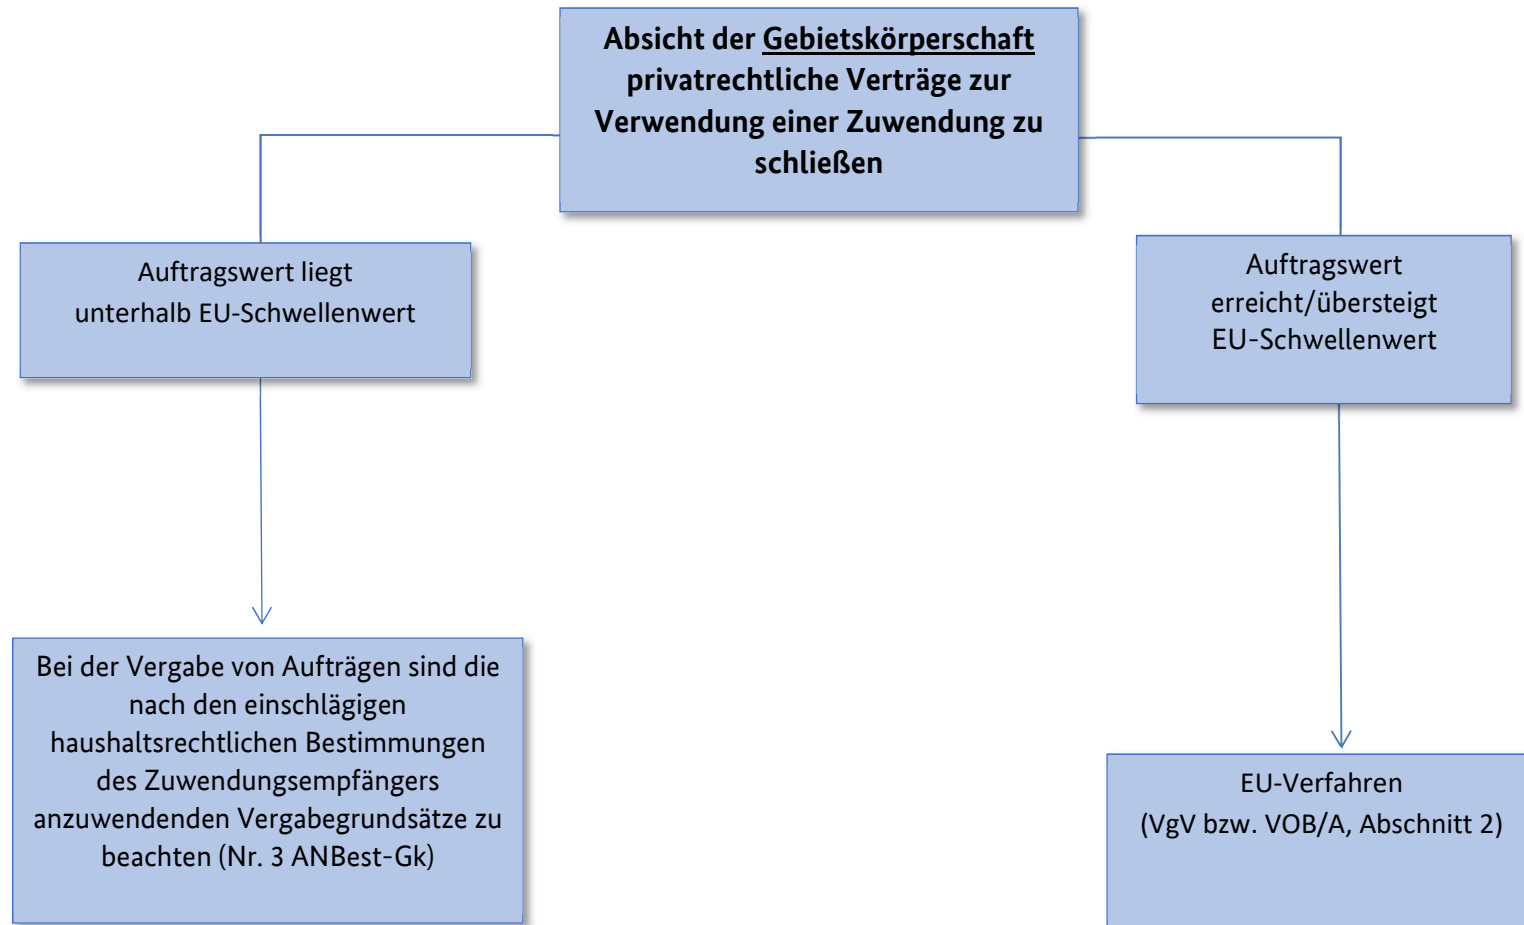 Absicht der Gebietskörperschaft
privatrechtliche Verträge zur
Verwendung einer Zuwendung zu
schließen
Auftragswert liegt
unterhalb EU-Schwellenwert
Auftragswert
erreicht/übersteigt
EU-Schwellenwert
Bei der Vergabe von Aufträgen sind die
nach den einschlägigen
haushaltsrechtlichen Bestimmungen
des Zuwendungsempfängers
anzuwendenden Vergabegrundsätze zu
beachten (Nr. 3 ANBest-Gk)
EU-Verfahren
(VgV bzw. VOB/A, Abschnitt 2)